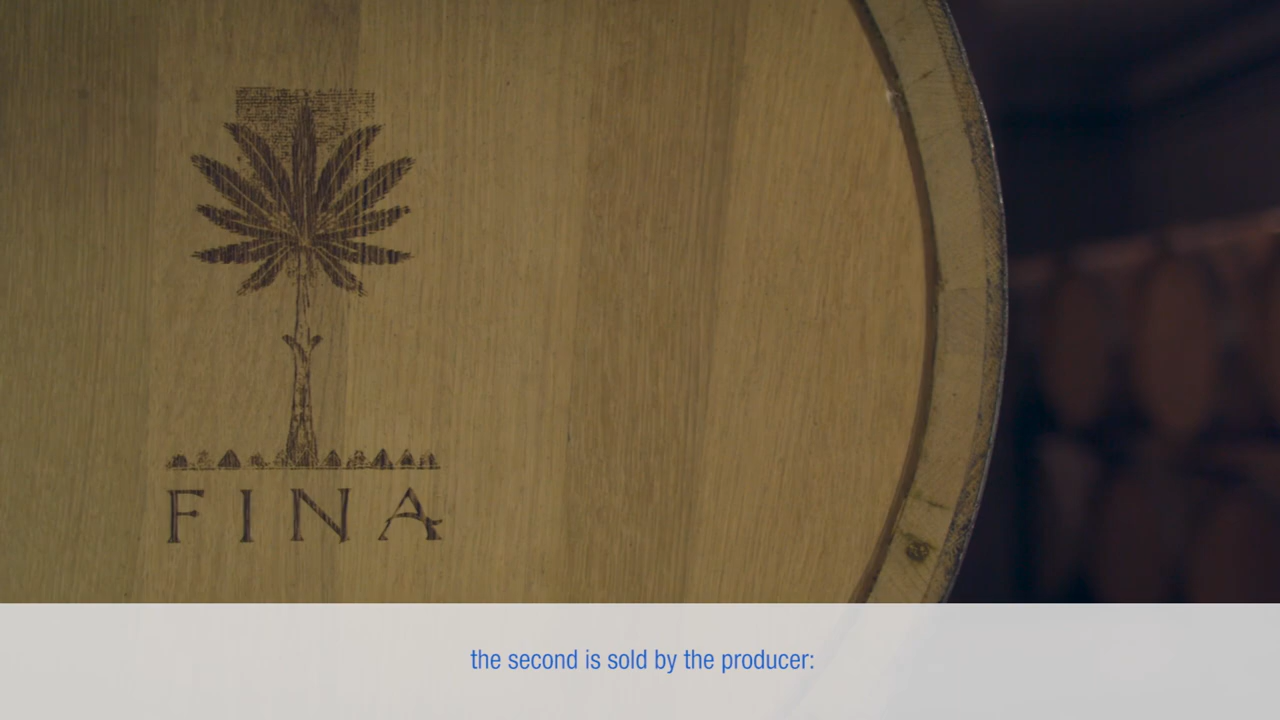 FINA
the second is sold by the producer: